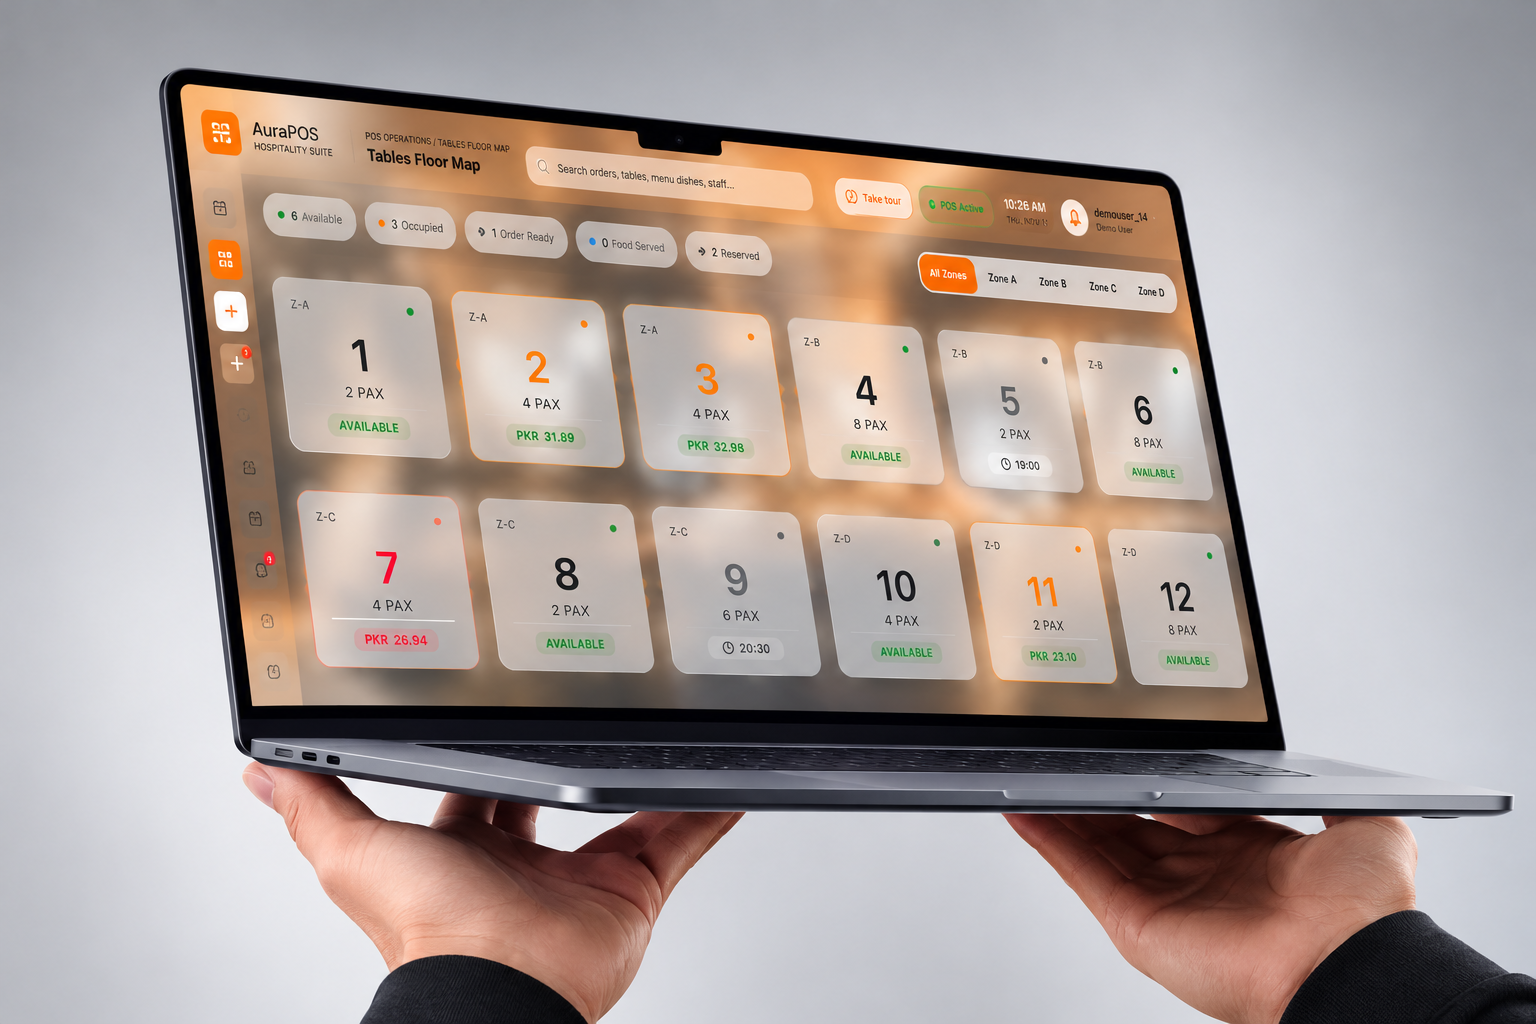 AuraPOS
HOSPITALITY SUITE
POS OPERATIONS / TABLES FLOOR MAP
Tables Floor Map
Search orders, tables, menu dishes, staff...
Take tour
POS Active
10:26 AM
demouser_14
Demo User
6 Available
3 Occupied
1 Order Ready
0 Food Served
2 Reserved
All Zones
Zone A
Zone B
Zone C
Zone D
Z-A
1
2 PAX
AVAILABLE
Z-A
2
4 PAX
PKR 31.89
Z-A
3
4 PAX
PKR 32.98
Z-B
4
8 PAX
AVAILABLE
Z-B
5
2 PAX
19:00
Z-B
6
8 PAX
AVAILABLE
Z-C
7
4 PAX
PKR 26.94
Z-C
8
2 PAX
AVAILABLE
Z-C
9
6 PAX
20:30
Z-D
10
4 PAX
AVAILABLE
Z-D
11
2 PAX
PKR 23.10
Z-D
12
8 PAX
AVAILABLE